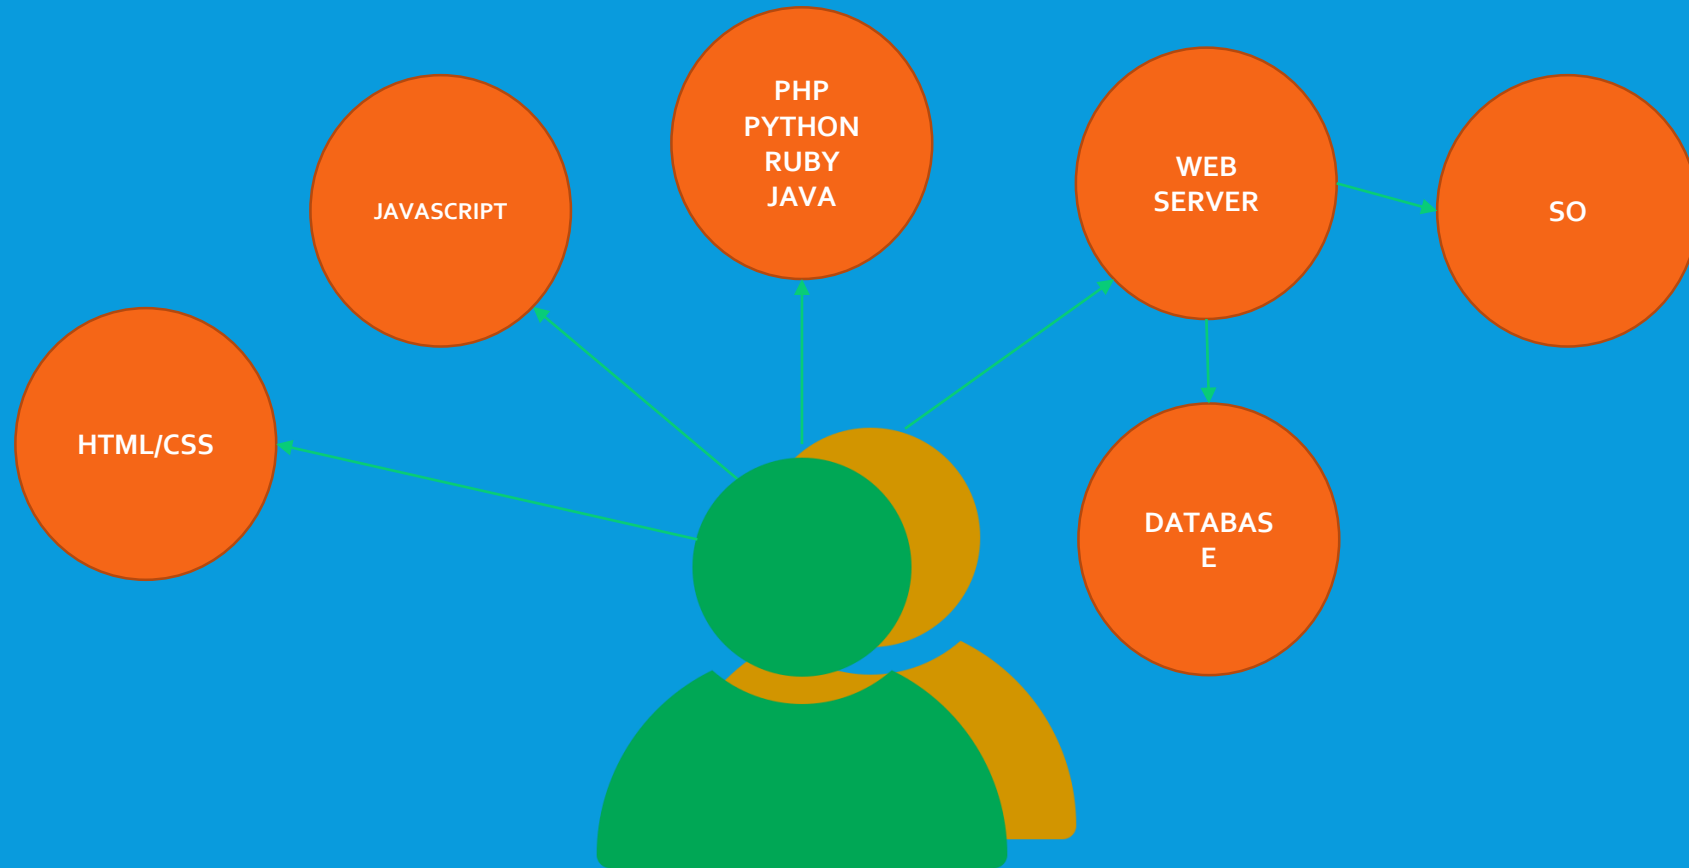 HTML/CSS
JAVASCRIPT
PHP
PYTHON
RUBY
JAVA
WEB
SERVER
SO
DATABAS
E